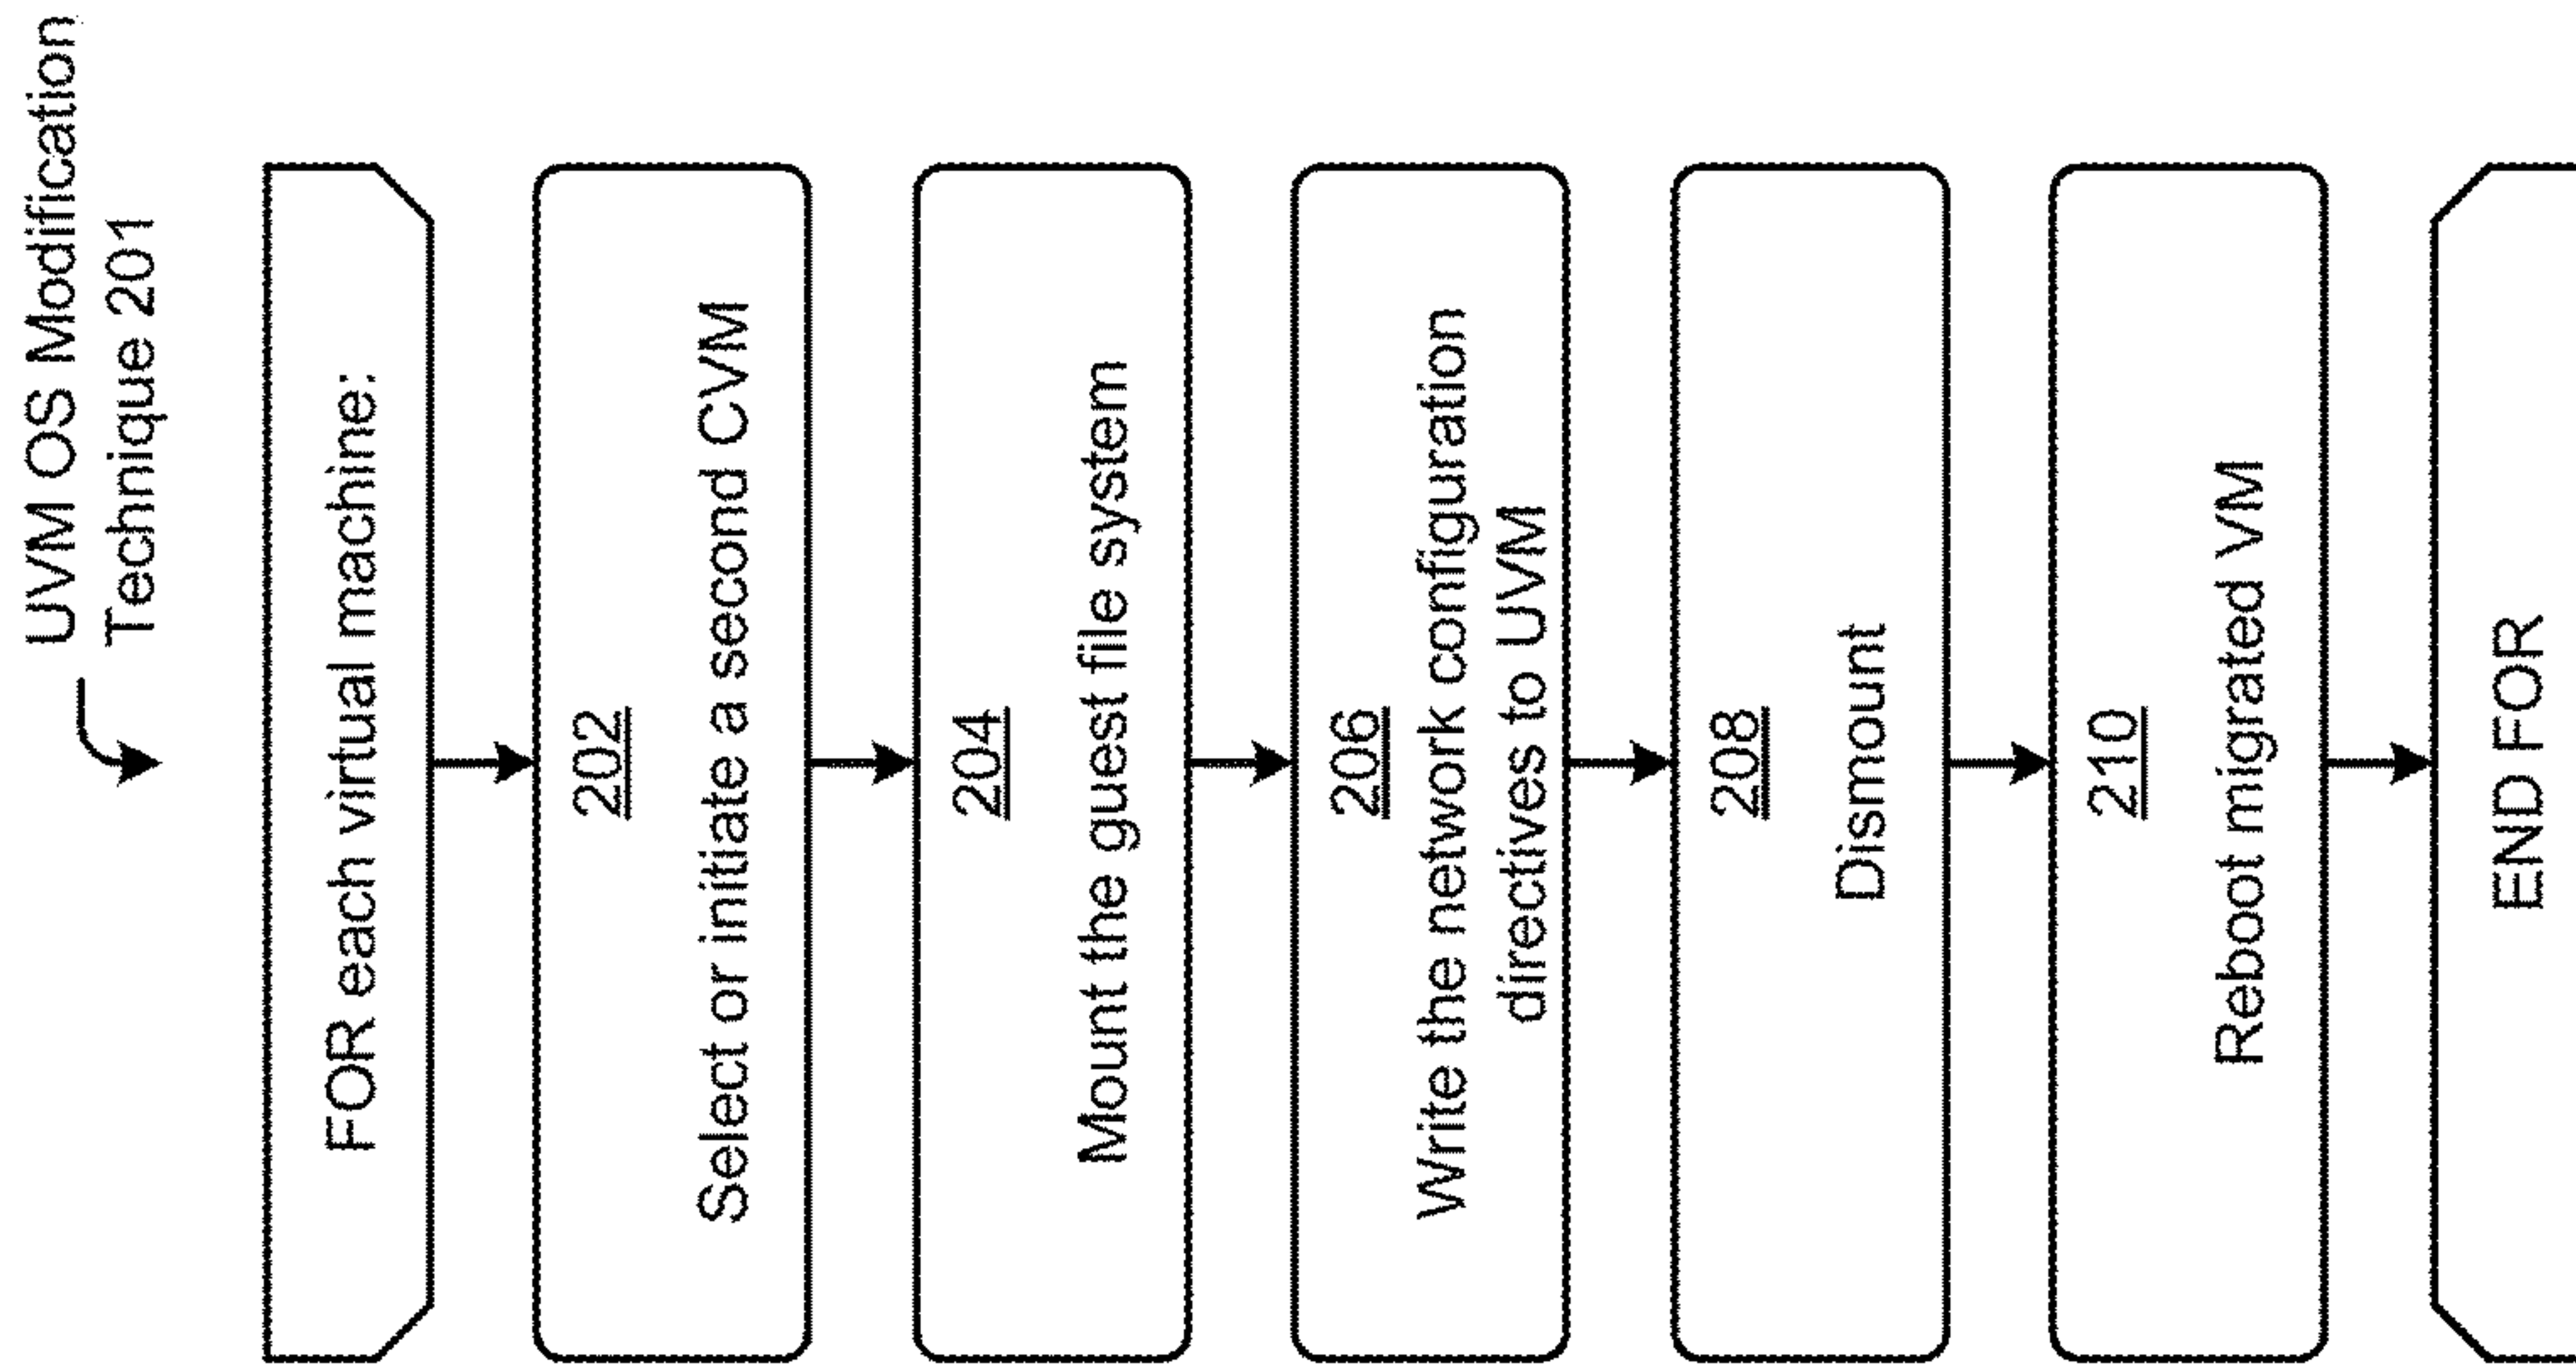 UVM OS Modification
Technique 201
FOR each virtual machine:
202
Select or initiate a second CVM
204
Mount the guest file system
206
Write the network configuration
directives to UVM
208
Dismount
210
Reboot migrated VM
END FOR